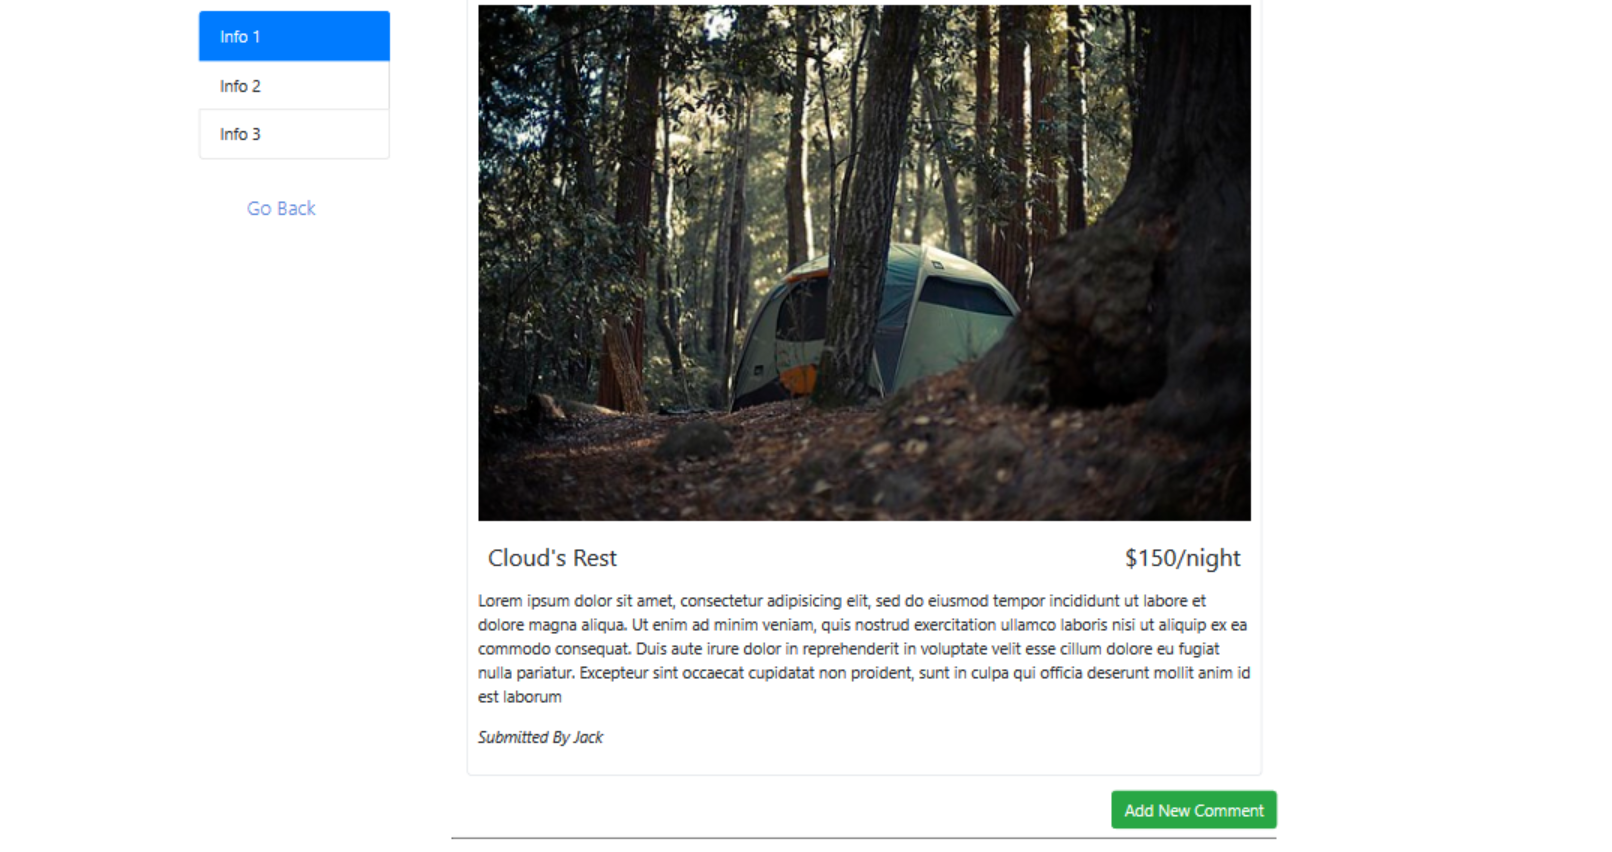 Info 1
Info 2
Info 3
Go Back
Cloud's Rest
$150/night
Lorem ipsum dolor sit amet, consectetur adipisicing elit, sed do eiusmod tempor incididunt ut labore et
dolore magna aliqua. Ut enim ad minim veniam, quis nostrud exercitation ullamco laboris nisi ut aliquip ex ea
commodo consequat. Duis aute irure dolor in reprehenderit in voluptate velit esse cillum dolore eu fugiat
nulla pariatur. Excepteur sint occaecat cupidatat non proident, sunt in culpa qui officia deserunt mollit anim id
est laborum
Submitted By Jack
Add New Comment